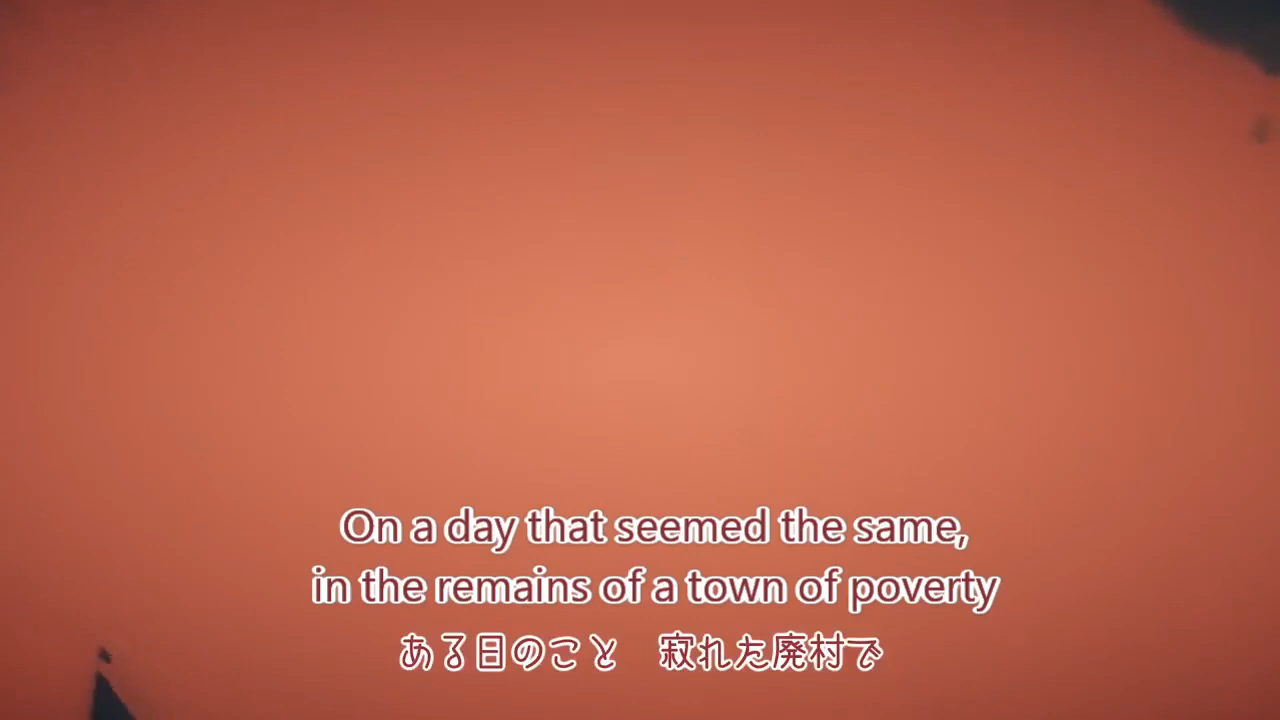 On a day that seemed the same,
in the remains of a town of poverty
ある日のこと　寂れた廃村で